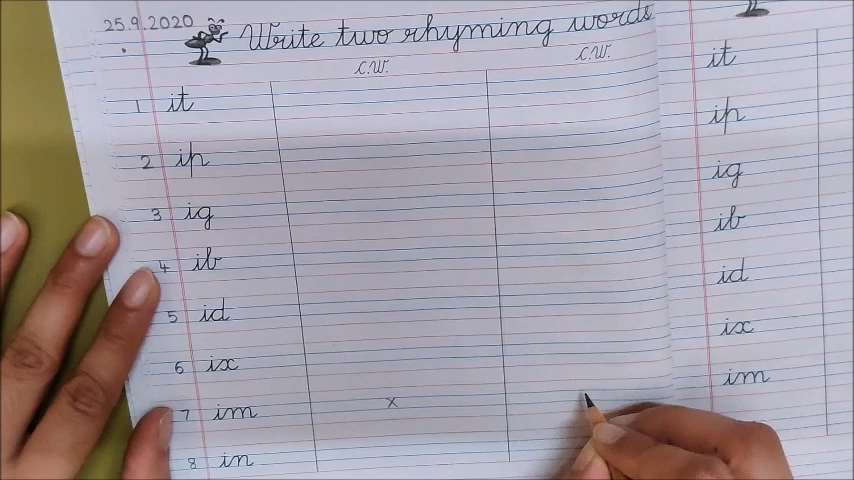 25.9.2020
Write two rhyming words
C.W. C.W.
1 it
2 ip
3 ig
4 ib
5 id
6 ix
7 im x
8 in
it
ip
ig
ib
id
ix
im